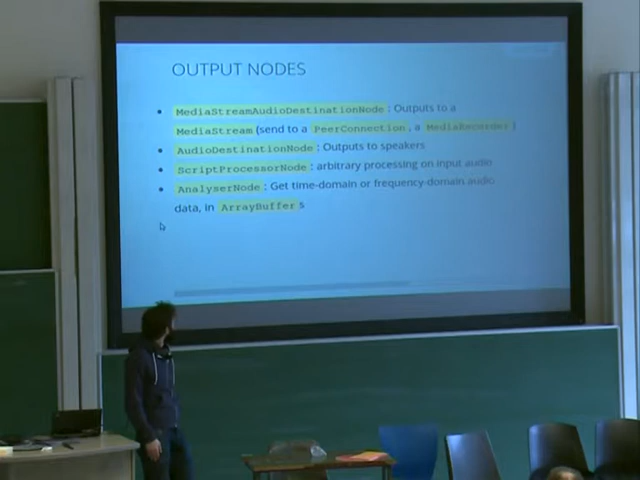 OUTPUT NODES
• MediaStreamAudioDestinationNode : Outputs to a
MediaStream (send to a PeerConnection , a MediaRecorder )
• AudioDestinationNode : Outputs to speakers
• ScriptProcessorNode : arbitrary processing on input audio
• AnalyserNode : Get time-domain or frequency-domain audio
data, in ArrayBuffer s